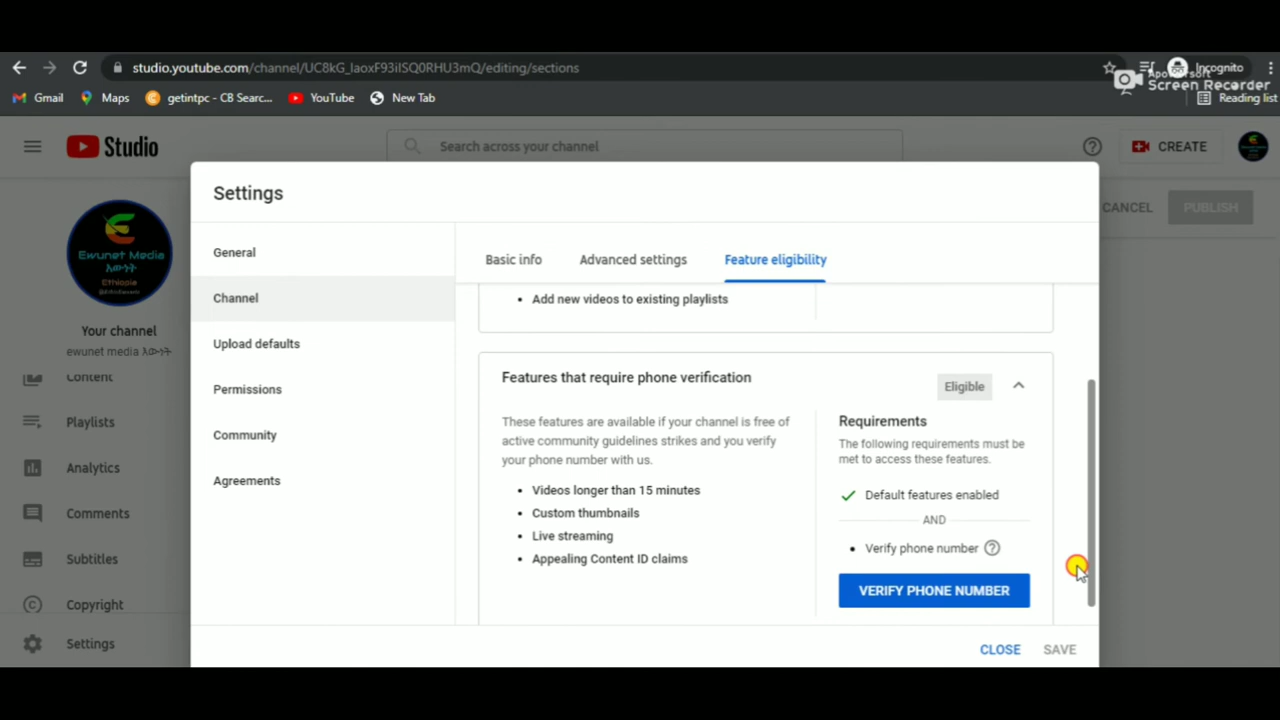 studio.youtube.com/channel/UC8kG_IaoxF93iISQ0RHU3mQ/editing/sections
Incognito
Apowersoft
Screen Recorder
Gmail
Maps
getintpc - CB Searc...
YouTube
New Tab
Reading list
Studio
Search across your channel
CREATE
Settings
CANCEL
PUBLISH
Ewunet Media
እውነት
Ethiopia
Your channel
ewunet media እውነት
Content
Playlists
Analytics
Comments
Subtitles
Copyright
Settings
General
Channel
Upload defaults
Permissions
Community
Agreements
Basic info
Advanced settings
Feature eligibility
• Add new videos to existing playlists
Features that require phone verification
Eligible
These features are available if your channel is free of
active community guidelines strikes and you verify
your phone number with us.
• Videos longer than 15 minutes
• Custom thumbnails
• Live streaming
• Appealing Content ID claims
Requirements
The following requirements must be
met to access these features.
Default features enabled
AND
• Verify phone number
VERIFY PHONE NUMBER
CLOSE
SAVE